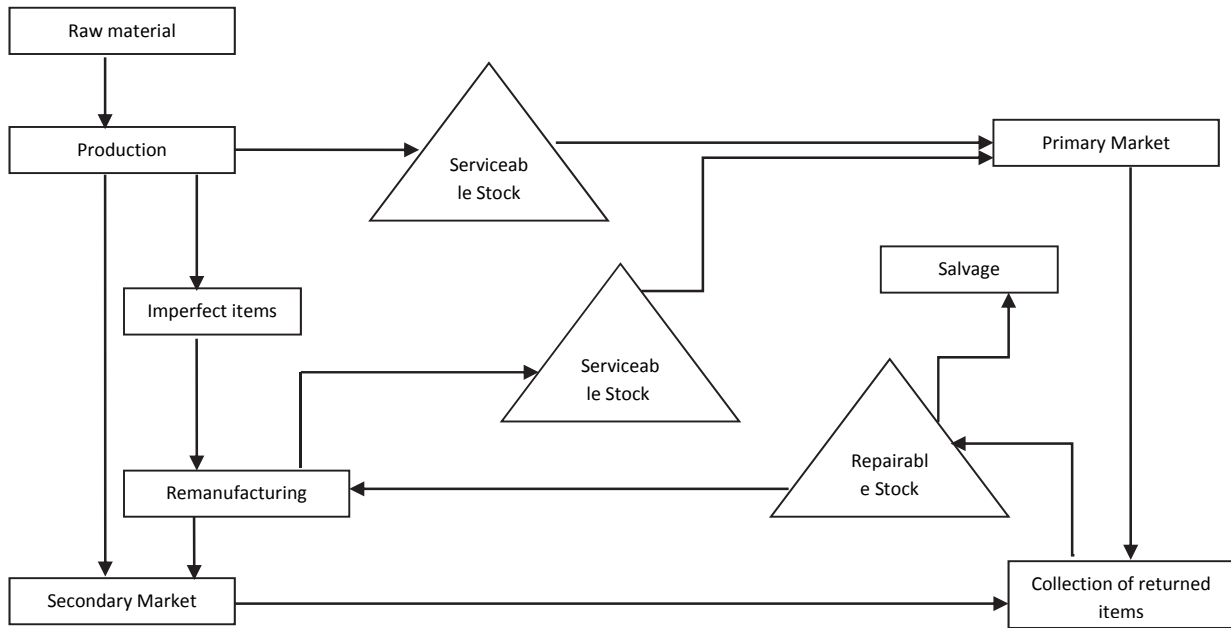 Raw material
Production
Serviceab
le Stock
Primary Market
Salvage
Imperfect items
Serviceab
le Stock
Repairabl
e Stock
Remanufacturing
Secondary Market
Collection of returned
items